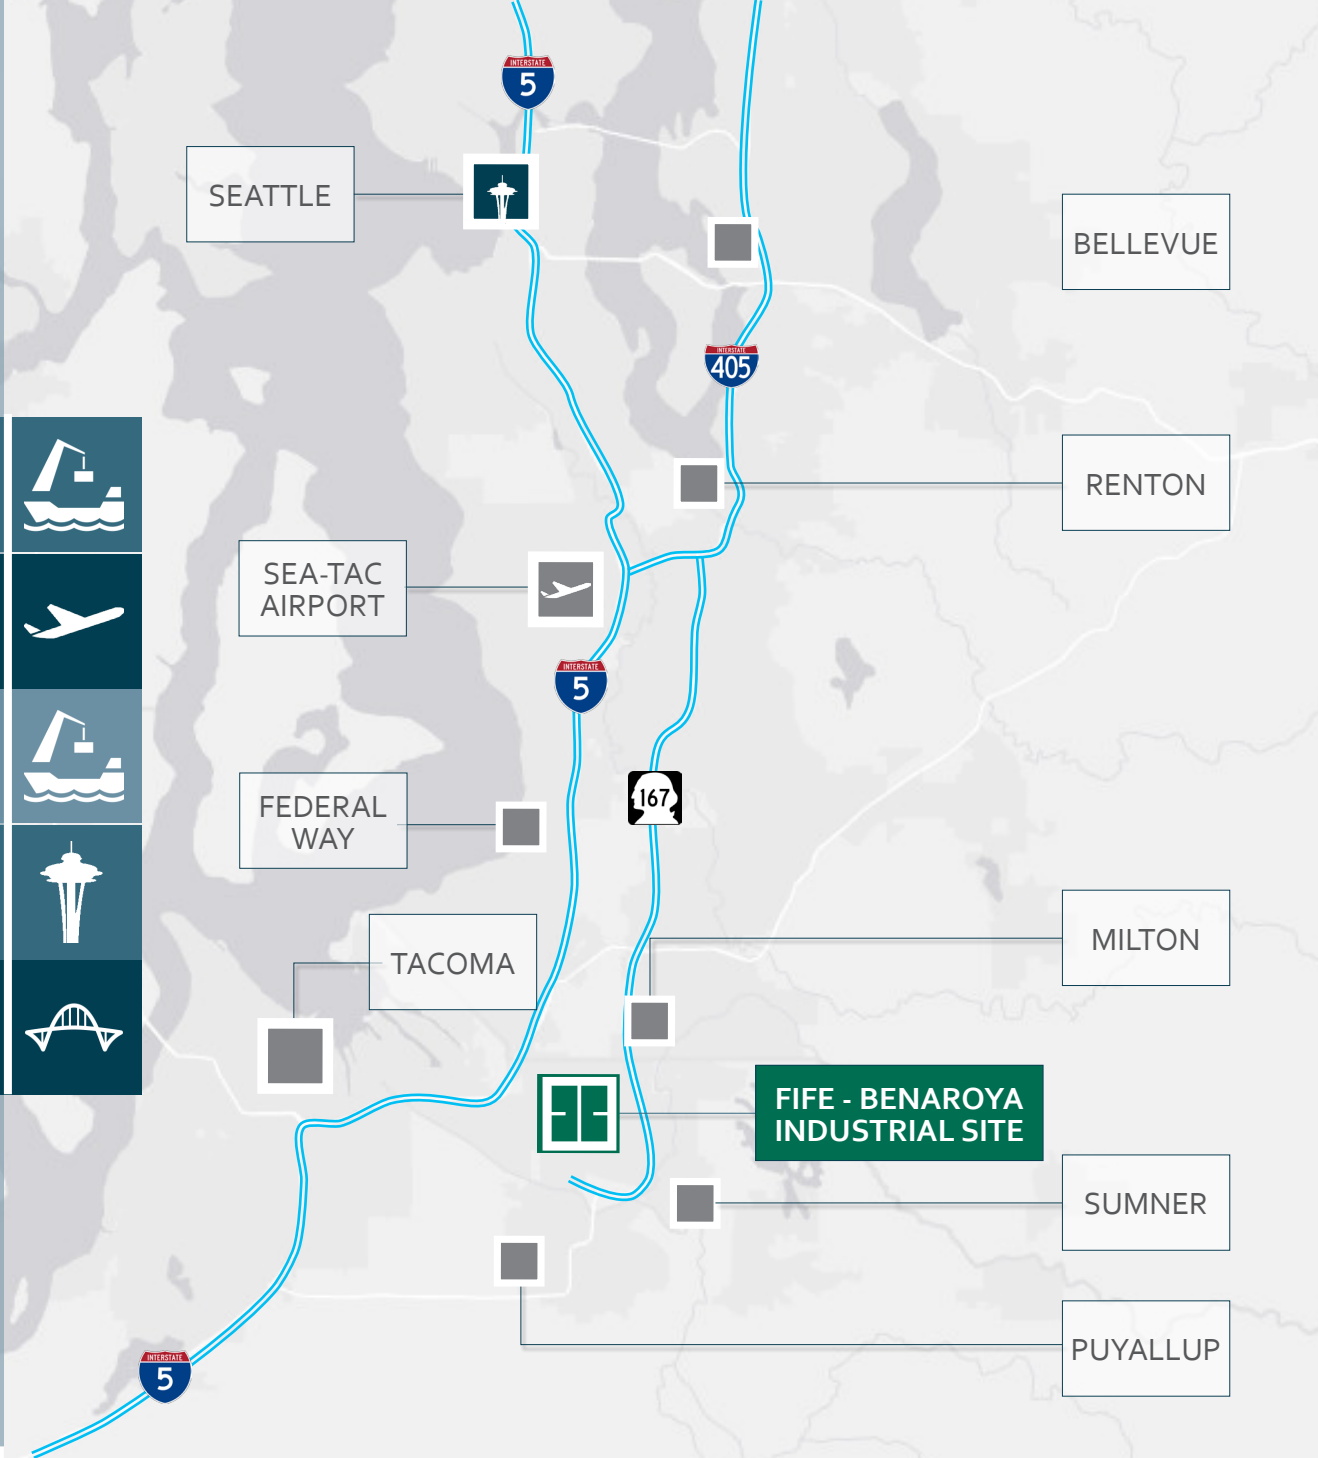 INTERSTATE
5
SEATTLE
BELLEVUE
INTERSTATE
405
RENTON
SEA-TAC
AIRPORT
INTERSTATE
5
167
FEDERAL
WAY
TACOMA
MILTON
FIFE - BENAROYA
INDUSTRIAL SITE
SUMNER
PUYALLUP
INTERSTATE
5